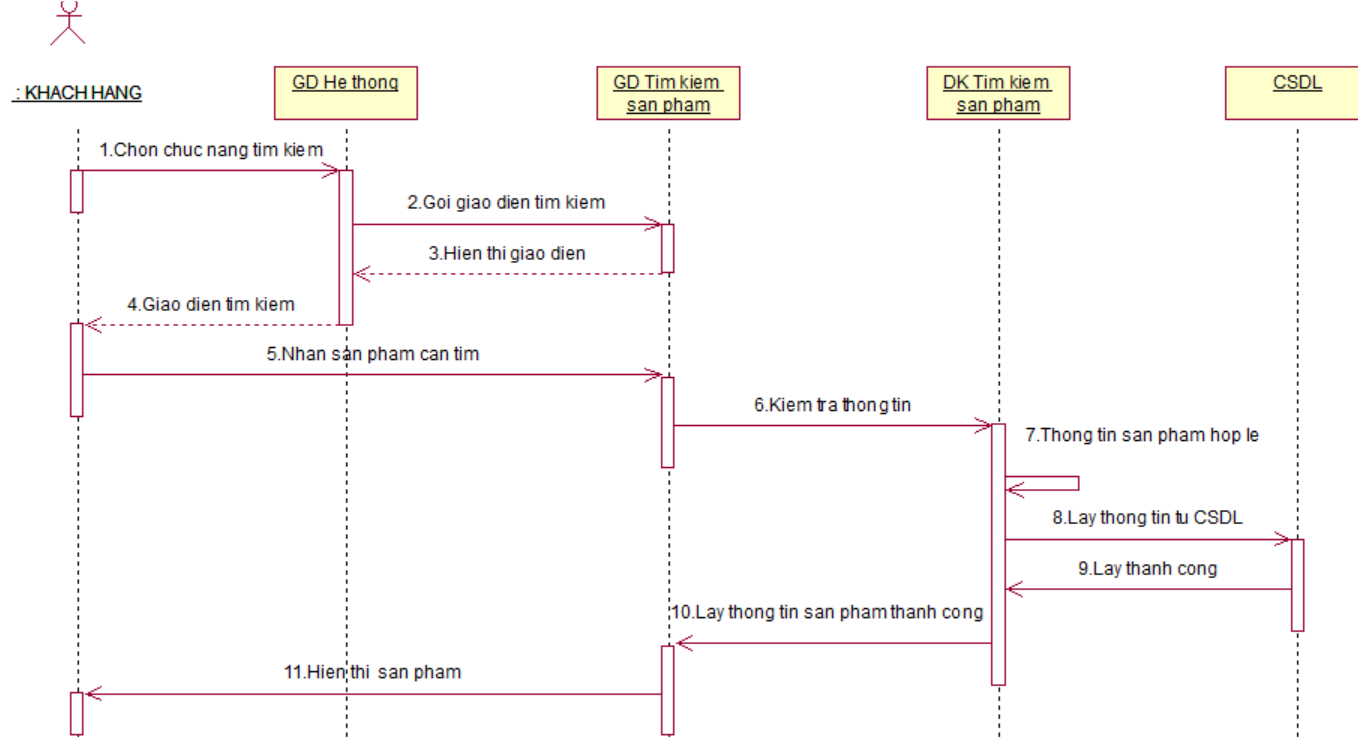 : KHACH HANG
GD He thong
GD Tim kiem
san pham
DK Tim kiem
san pham
CSDL
1.Chon chuc nang tim kiem
2.Goi giao dien tim kiem
3.Hien thi giao dien
4.Giao dien tim kiem
5.Nhan san pham can tim
6.Kiem tra thong tin
7.Thong tin san pham hop le
8.Lay thong tin tu CSDL
9.Lay thanh cong
10.Lay thong tin san pham thanh cong
11.Hien thi san pham